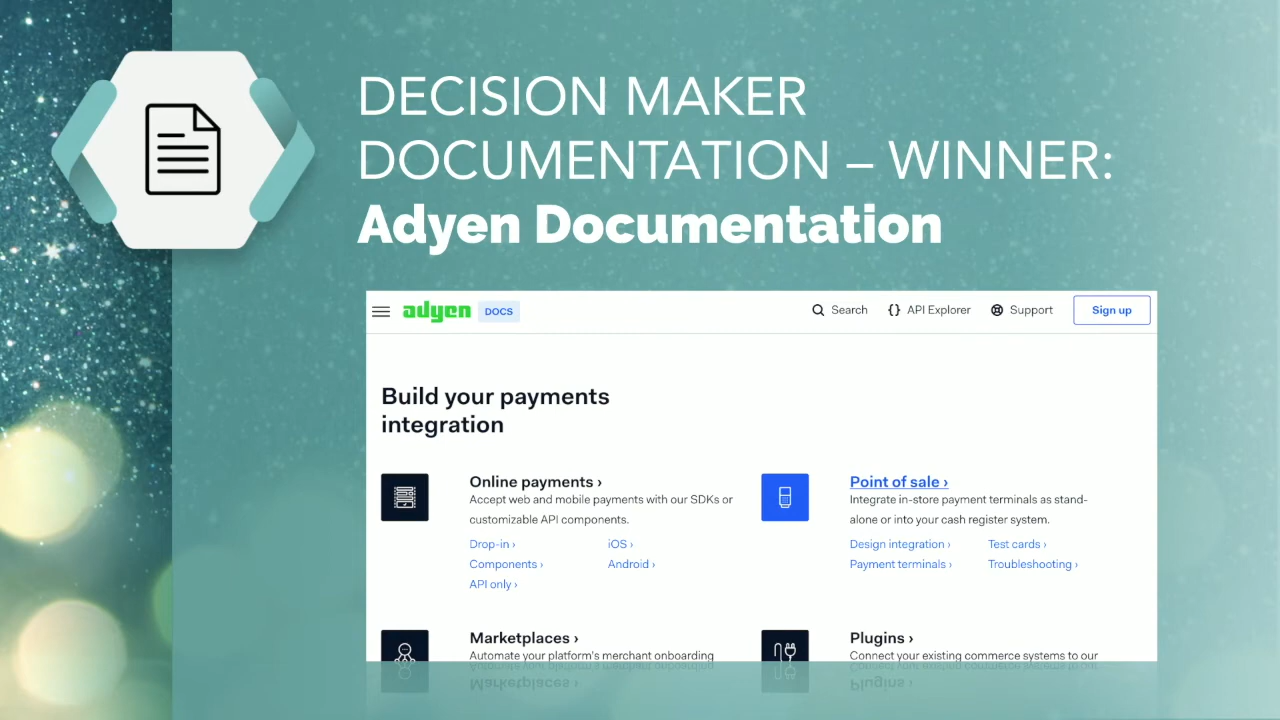 DECISION MAKER
DOCUMENTATION – WINNER:
Adyen Documentation
adyen DOCS Search {} API Explorer Support Sign up
Build your payments
integration
Online payments ›
Accept web and mobile payments with our SDKs or
customizable API components.
Drop-in › iOS ›
Components › Android ›
API only ›
Point of sale ›
Integrate in-store payment terminals as stand-
alone or into your cash register system.
Design integration › Test cards ›
Payment terminals › Troubleshooting ›
Marketplaces ›
Automate your platform's merchant onboarding
Plugins ›
Connect your existing commerce systems to our